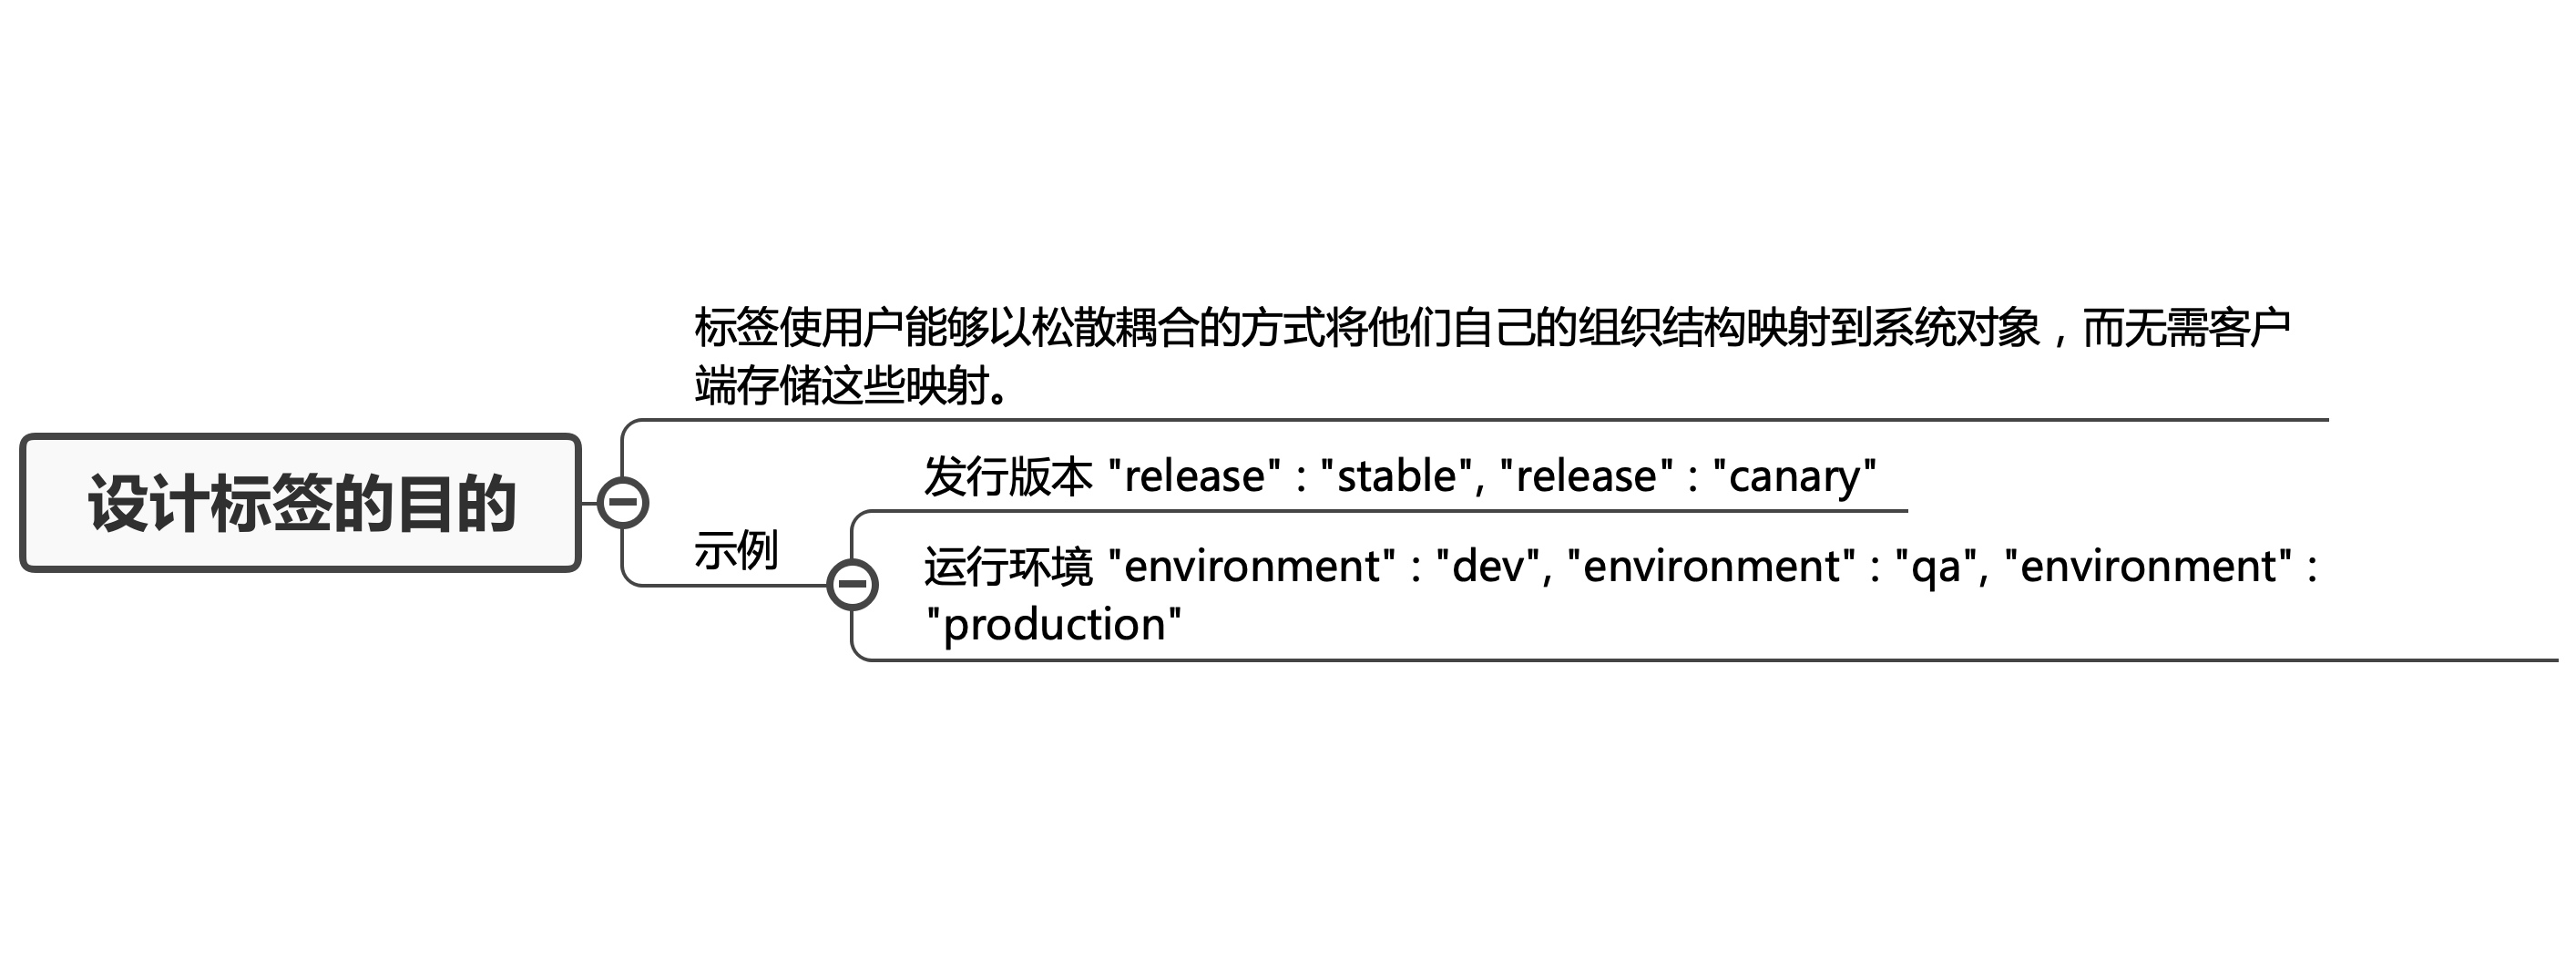 设计标签的目的
标签使用户能够以松散耦合的方式将他们自己的组织结构映射到系统对象，而无需客户
端存储这些映射。
示例
发行版本 "release" : "stable", "release" : "canary"
运行环境 "environment" : "dev", "environment" : "qa", "environment" :
"production"